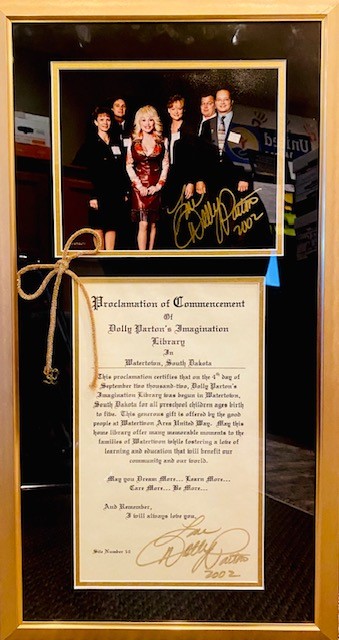 Love
Dolly Parton
2002
Proclamation of Commencement
Of
Dolly Parton's Imagination
Library
In
Watertown, South Dakota
This proclamation certifies that on the 4th day of
September two thousand-two, Dolly Parton's
Imagination Library was begun in Watertown,
South Dakota for all preschool children ages birth
to five. This generous gift is offered by the good
people at Watertown Area United Way. May this
home library offer many memorable moments to the
families of Watertown while fostering a love of
learning and education that will benefit our
community and our world.
May you Dream More... Learn More...
Care More... Be More...
And Remember,
I will always love you,
Love
Dolly Parton
2002